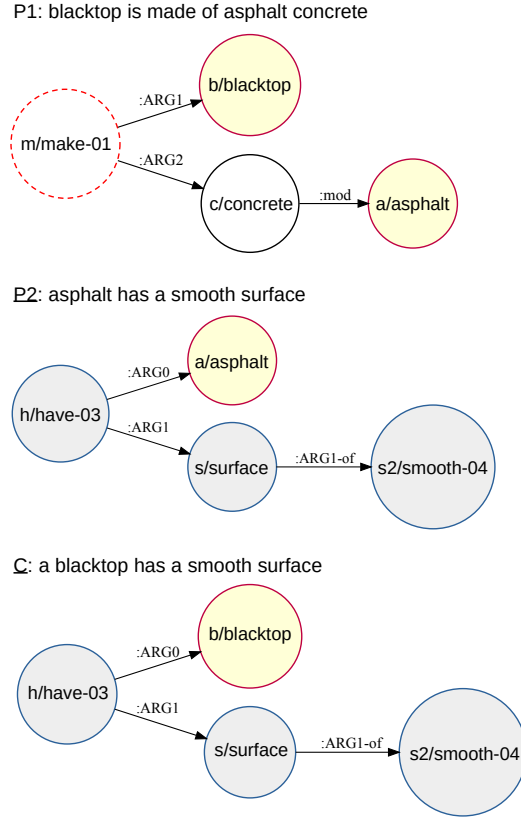 P1: blacktop is made of asphalt concrete
b/blacktop
:ARG1
m/make-01
:ARG2
c/concrete
:mod
a/asphalt
P2: asphalt has a smooth surface
a/asphalt
:ARG0
h/have-03
:ARG1
s/surface
:ARG1-of
s2/smooth-04
C: a blacktop has a smooth surface
b/blacktop
:ARG0
h/have-03
:ARG1
s/surface
:ARG1-of
s2/smooth-04